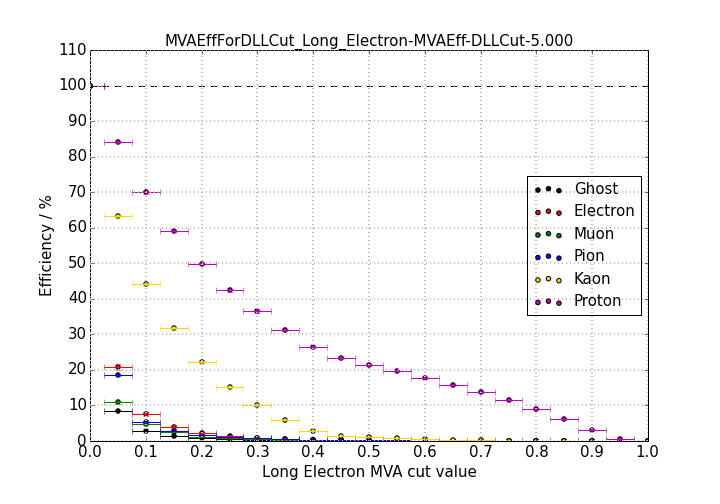 MVAEffForDLLCut_Long_Electron-MVAEff-DLLCut-5.000
Efficiency / %
110
100
90
80
70
60
50
40
30
20
10
0
Ghost
Electron
Muon
Pion
Kaon
Proton
0.0 0.1 0.2 0.3 0.4 0.5 0.6 0.7 0.8 0.9 1.0
Long Electron MVA cut value